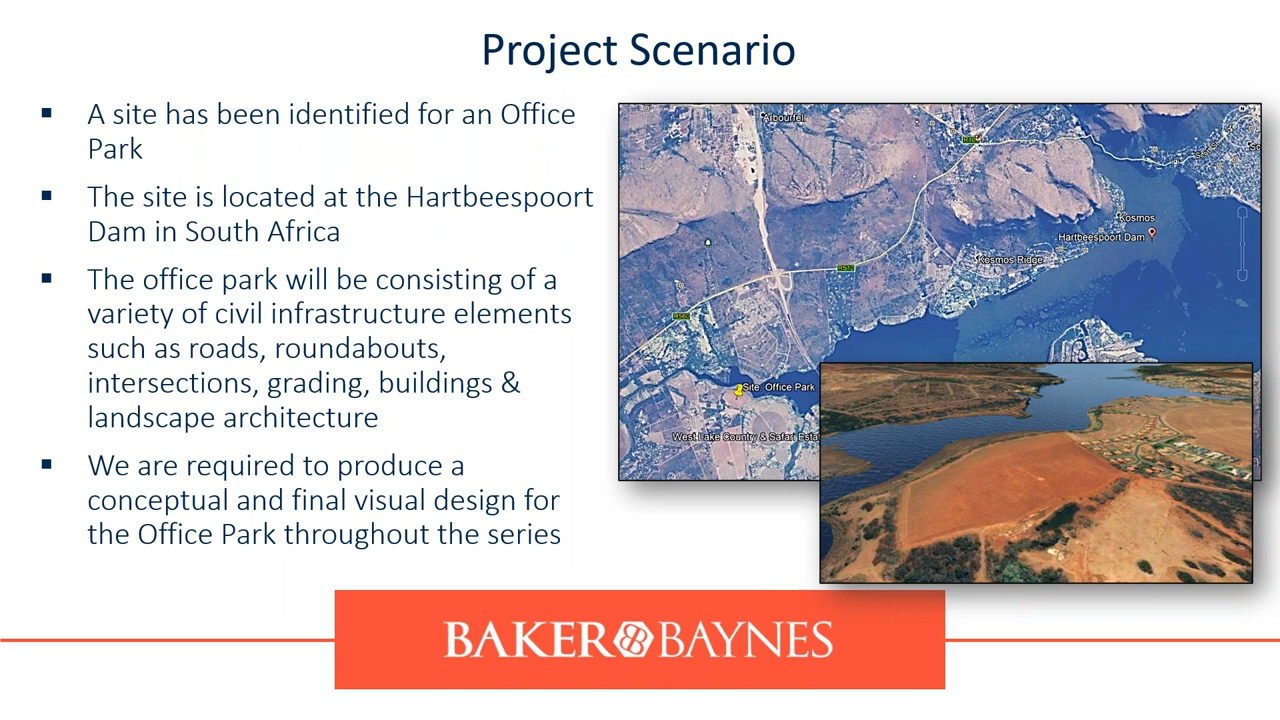 Project Scenario
▪ A site has been identified for an Office
Park
▪ The site is located at the Hartbeespoort
Dam in South Africa
▪ The office park will be consisting of a
variety of civil infrastructure elements
such as roads, roundabouts,
intersections, grading, buildings &
landscape architecture
▪ We are required to produce a
conceptual and final visual design for
the Office Park throughout the series
Kosmos
Hartbeespoort Dam
Kosmos Ridge
R512
R560
Site: Office Park
West Lake Country & Safari Esta
BAKER BAYNES